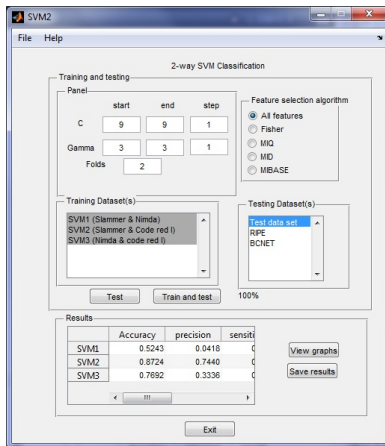 SVM2
File Help
2-way SVM Classification
Training and testing
Panel
start end step
C 9 9 1
Gamma 3 3 1
Folds 2
Feature selection algorithm
All features
Fisher
MIQ
MID
MIBASE
Training Dataset(s)
SVM1 (Slammer & Nimda)
SVM2 (Slammer & Code red I)
SVM3 (Nimda & code red I)
Testing Dataset(s)
Test data set
RIPE
BCNET
Test Train and test 100%
Results
Accuracy precision sensiti
SVM1 0.5243 0.0418
SVM2 0.8724 0.7440
SVM3 0.7692 0.3336
View graphs
Save results
Exit